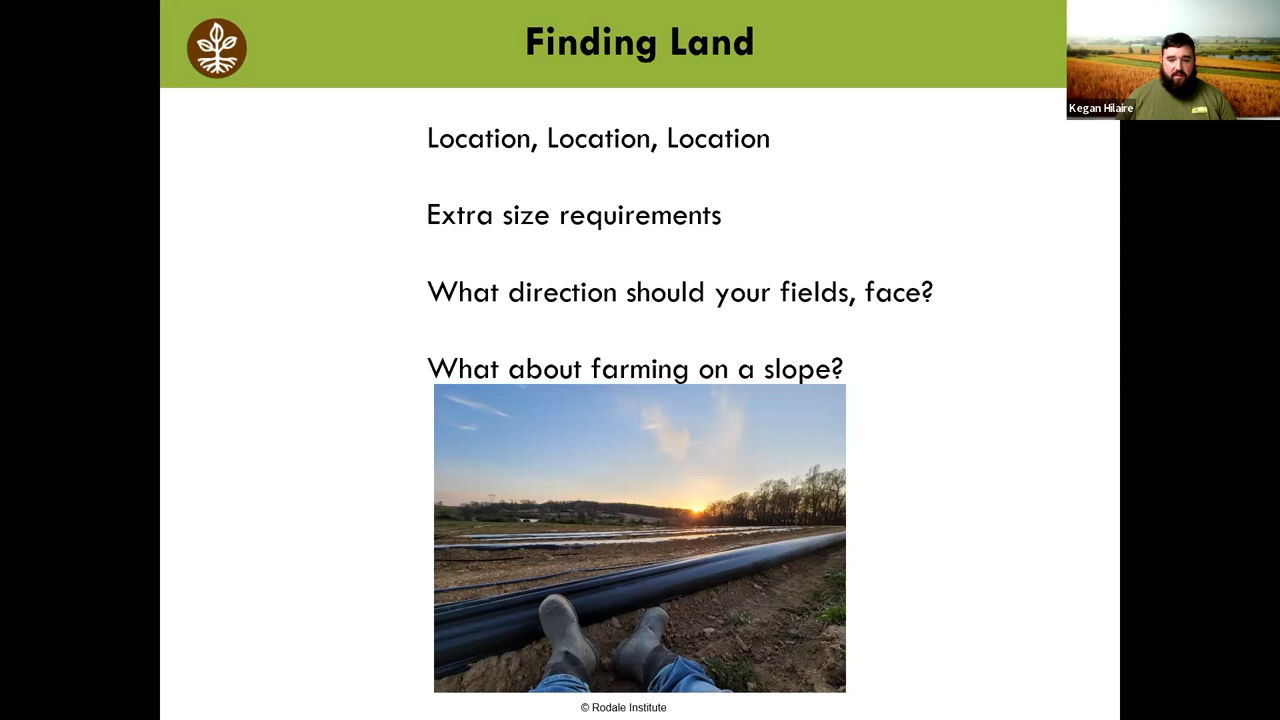 Finding Land
Kegan Hilaire
Location, Location, Location
Extra size requirements
What direction should your fields, face?
What about farming on a slope?
© Rodale Institute